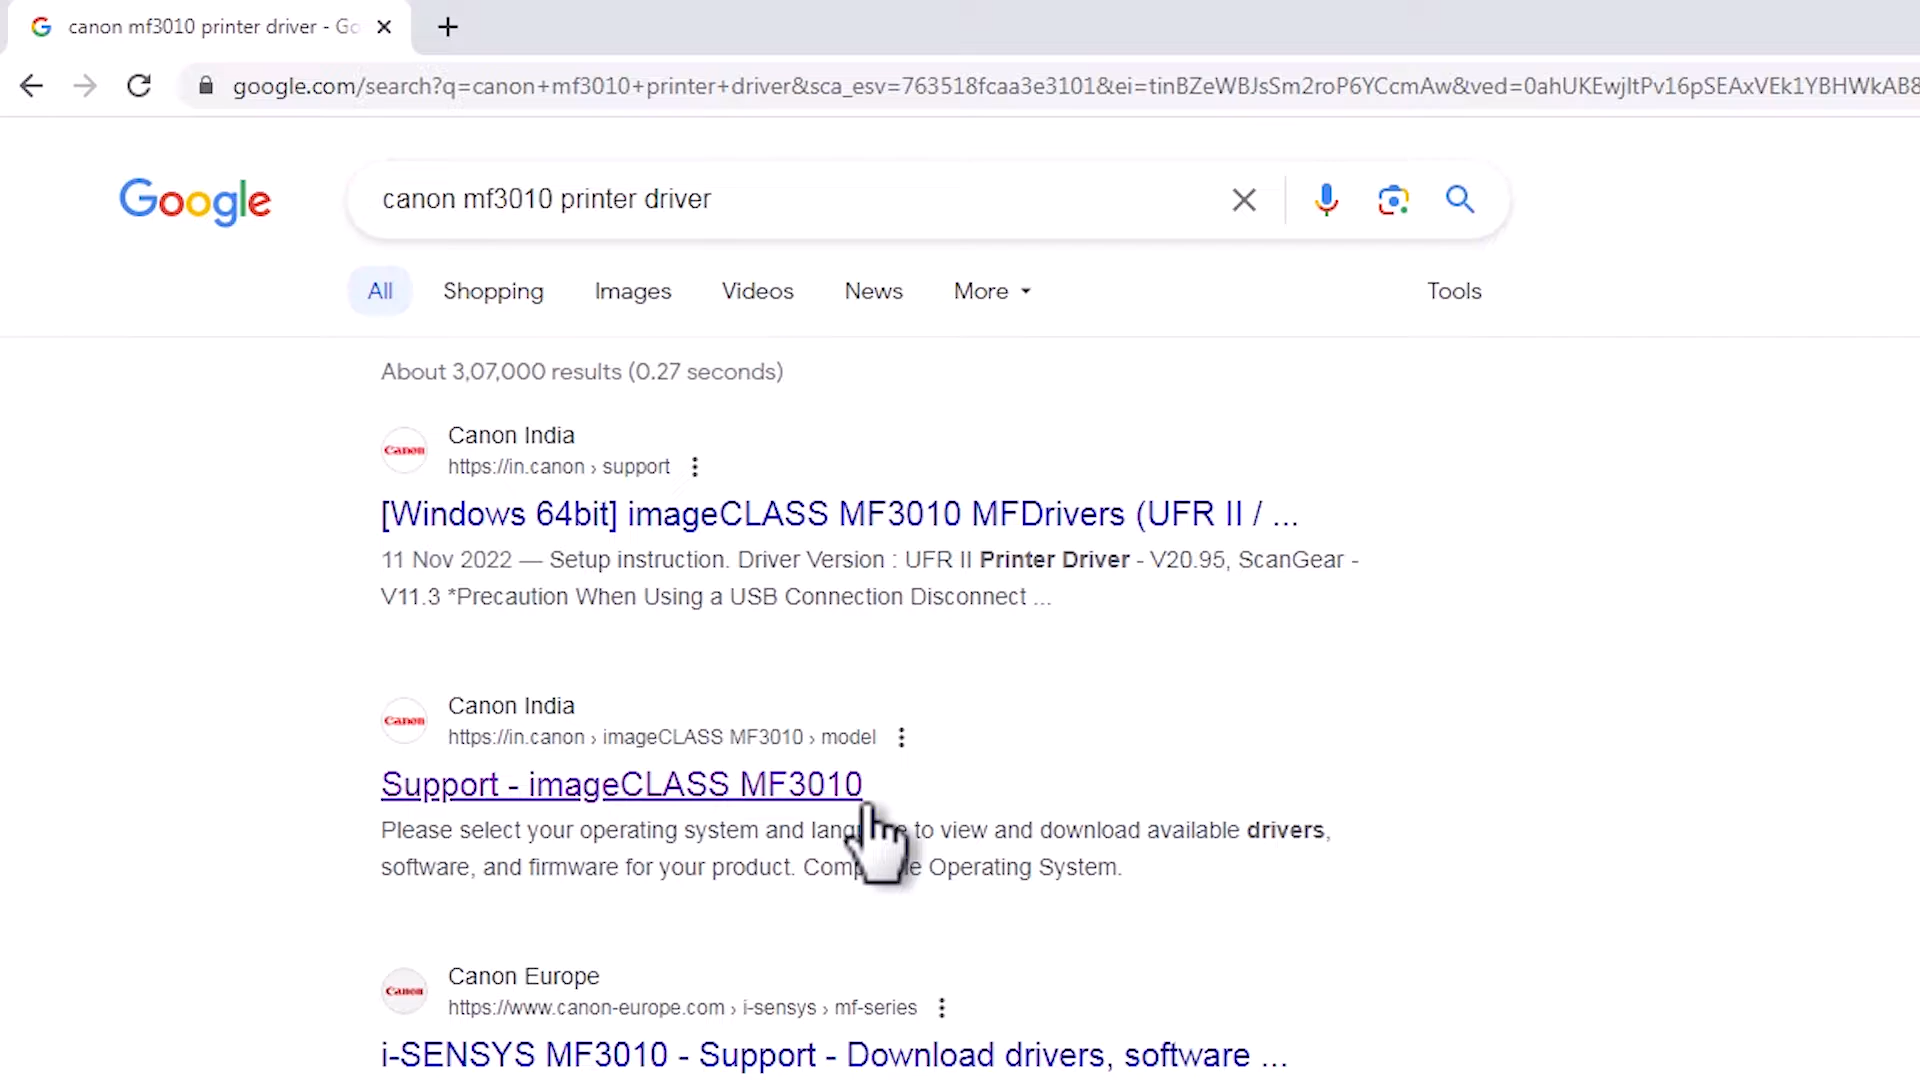 canon mf3010 printer driver - Go
google.com/search?q=canon+mf3010+printer+driver&sca_esv=763518fcaa3e3101&ei=tinBZeWBJsSm2roP6YCcmAw&ved=0ahUKEwjltPv16pSEAxVEk1YBHWkAB8
Google
canon mf3010 printer driver
All Shopping Images Videos News More Tools
About 3,07,000 results (0.27 seconds)
Canon
Canon India
https://in.canon › support
[Windows 64bit] imageCLASS MF3010 MFDrivers (UFR II / ...
11 Nov 2022 — Setup instruction. Driver Version : UFR II Printer Driver - V20.95, ScanGear -
V11.3 *Precaution When Using a USB Connection Disconnect ...
Canon
Canon India
https://in.canon › imageCLASS MF3010 › model
Support - imageCLASS MF3010
Please select your operating system and to view and download available drivers,
software, and firmware for your product. Operating System.
Canon
Canon Europe
https://www.canon-europe.com › i-sensys › mf-series
i-SENSYS MF3010 - Support - Download drivers, software ...